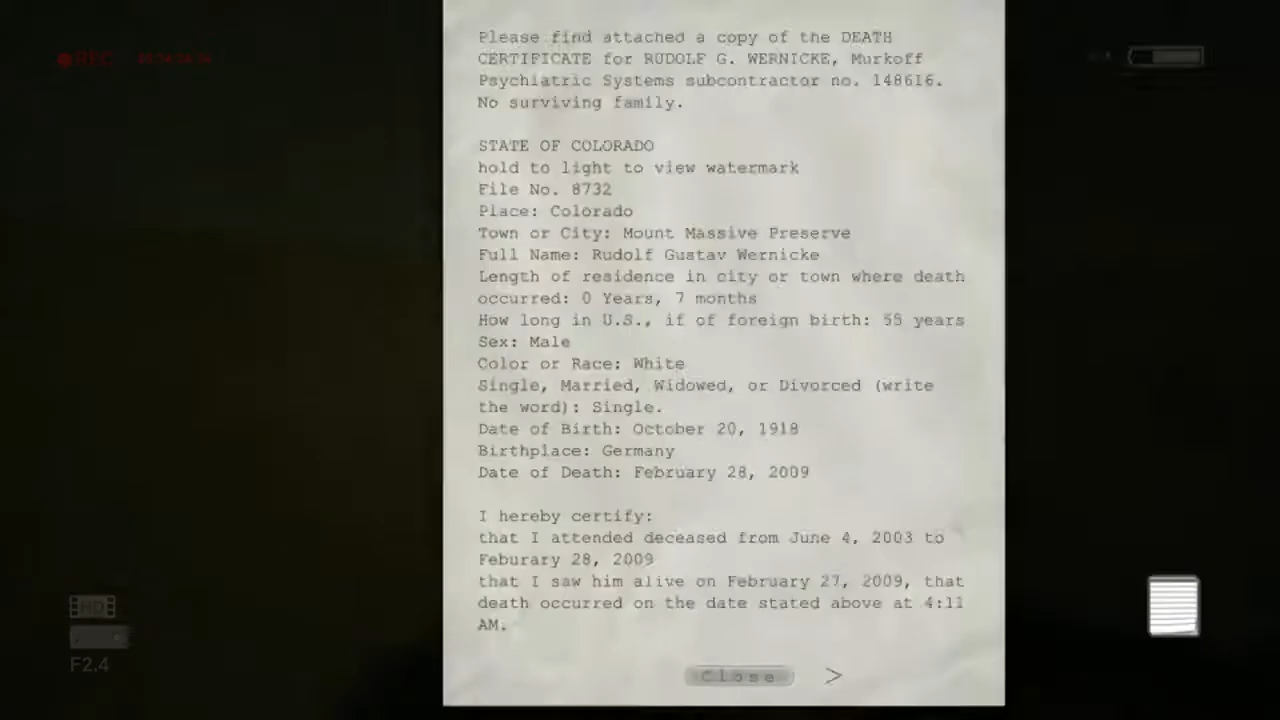 REC
Please find attached a copy of the DEATH
CERTIFICATE for RUDOLF G. WERNICKE, Murkoff
Psychiatric Systems subcontractor no. 148616.
No surviving family.
STATE OF COLORADO
hold to light to view watermark
File No. 8732
Place: Colorado
Town or City: Mount Massive Preserve
Full Name: Rudolf Gustav Wernicke
Length of residence in city or town where death
occurred: 0 Years, 7 months
How long in U.S., if of foreign birth: 55 years
Sex: Male
Color or Race: White
Single, Married, Widowed, or Divorced (write
the word): Single.
Date of Birth: October 20, 1918
Birthplace: Germany
Date of Death: February 28, 2009
I hereby certify:
that I attended deceased from June 4, 2003 to
Feburary 28, 2009
that I saw him alive on February 27, 2009, that
death occurred on the date stated above at 4:11
AM.
HD
F2.4
Close >